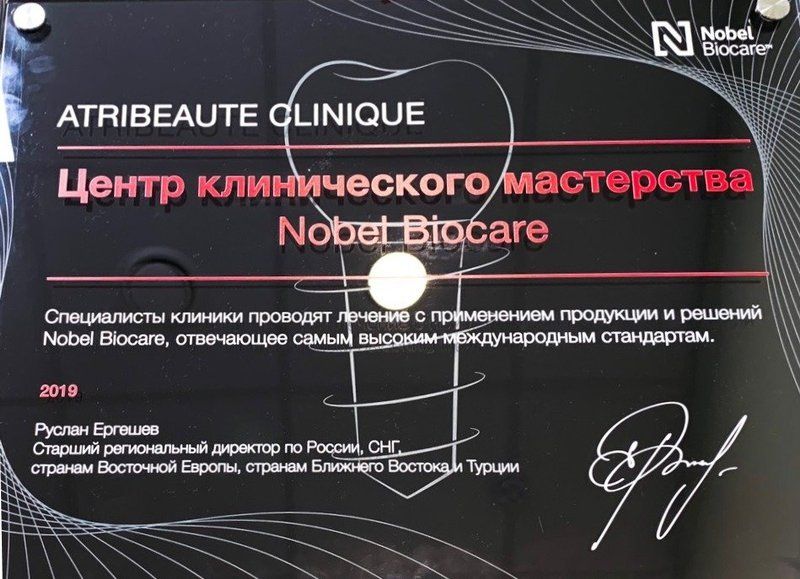 Nobel
Biocare™
ATRIBEAUTE CLINIQUE
Центр клинического мастерства
Nobel Biocare
Специалисты клиники проводят лечение с применением продукции и решений
Nobel Biocare, отвечающее самым высоким международным стандартам.
2019
Руслан Ергешев
Старший региональный директор по России, СНГ,
странам Восточной Европы, странам Ближнего Востока и Турции